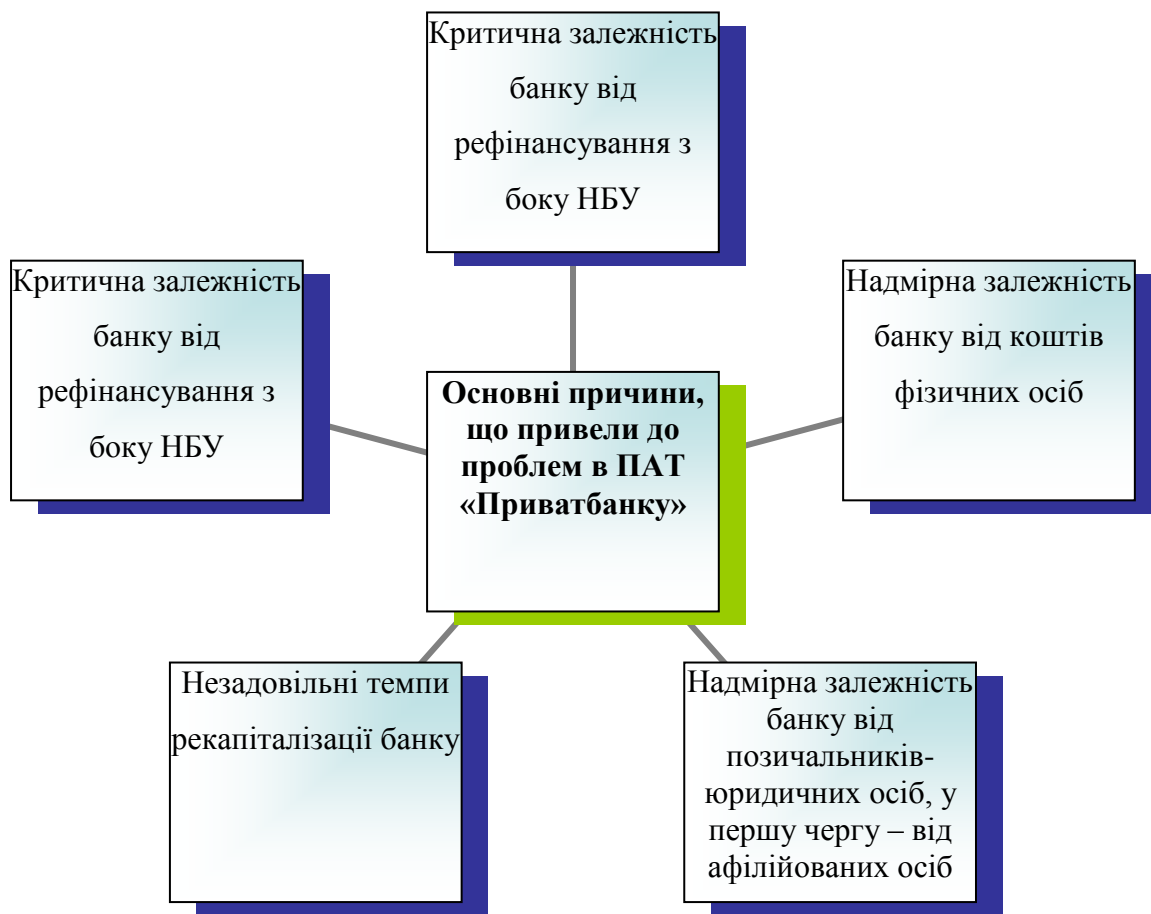 Критична залежність
банку від
рефінансування з
боку НБУ
Критична залежність
банку від
рефінансування з
боку НБУ
Надмірна залежність
банку від коштів
фізичних осіб
Основні причини,
що привели до
проблем в ПАТ
«Приватбанку»
Незадовільні темпи
рекапіталізації банку
Надмірна залежність
банку від
позичальників-
юридичних осіб, у
першу чергу – від
афілійованих осіб